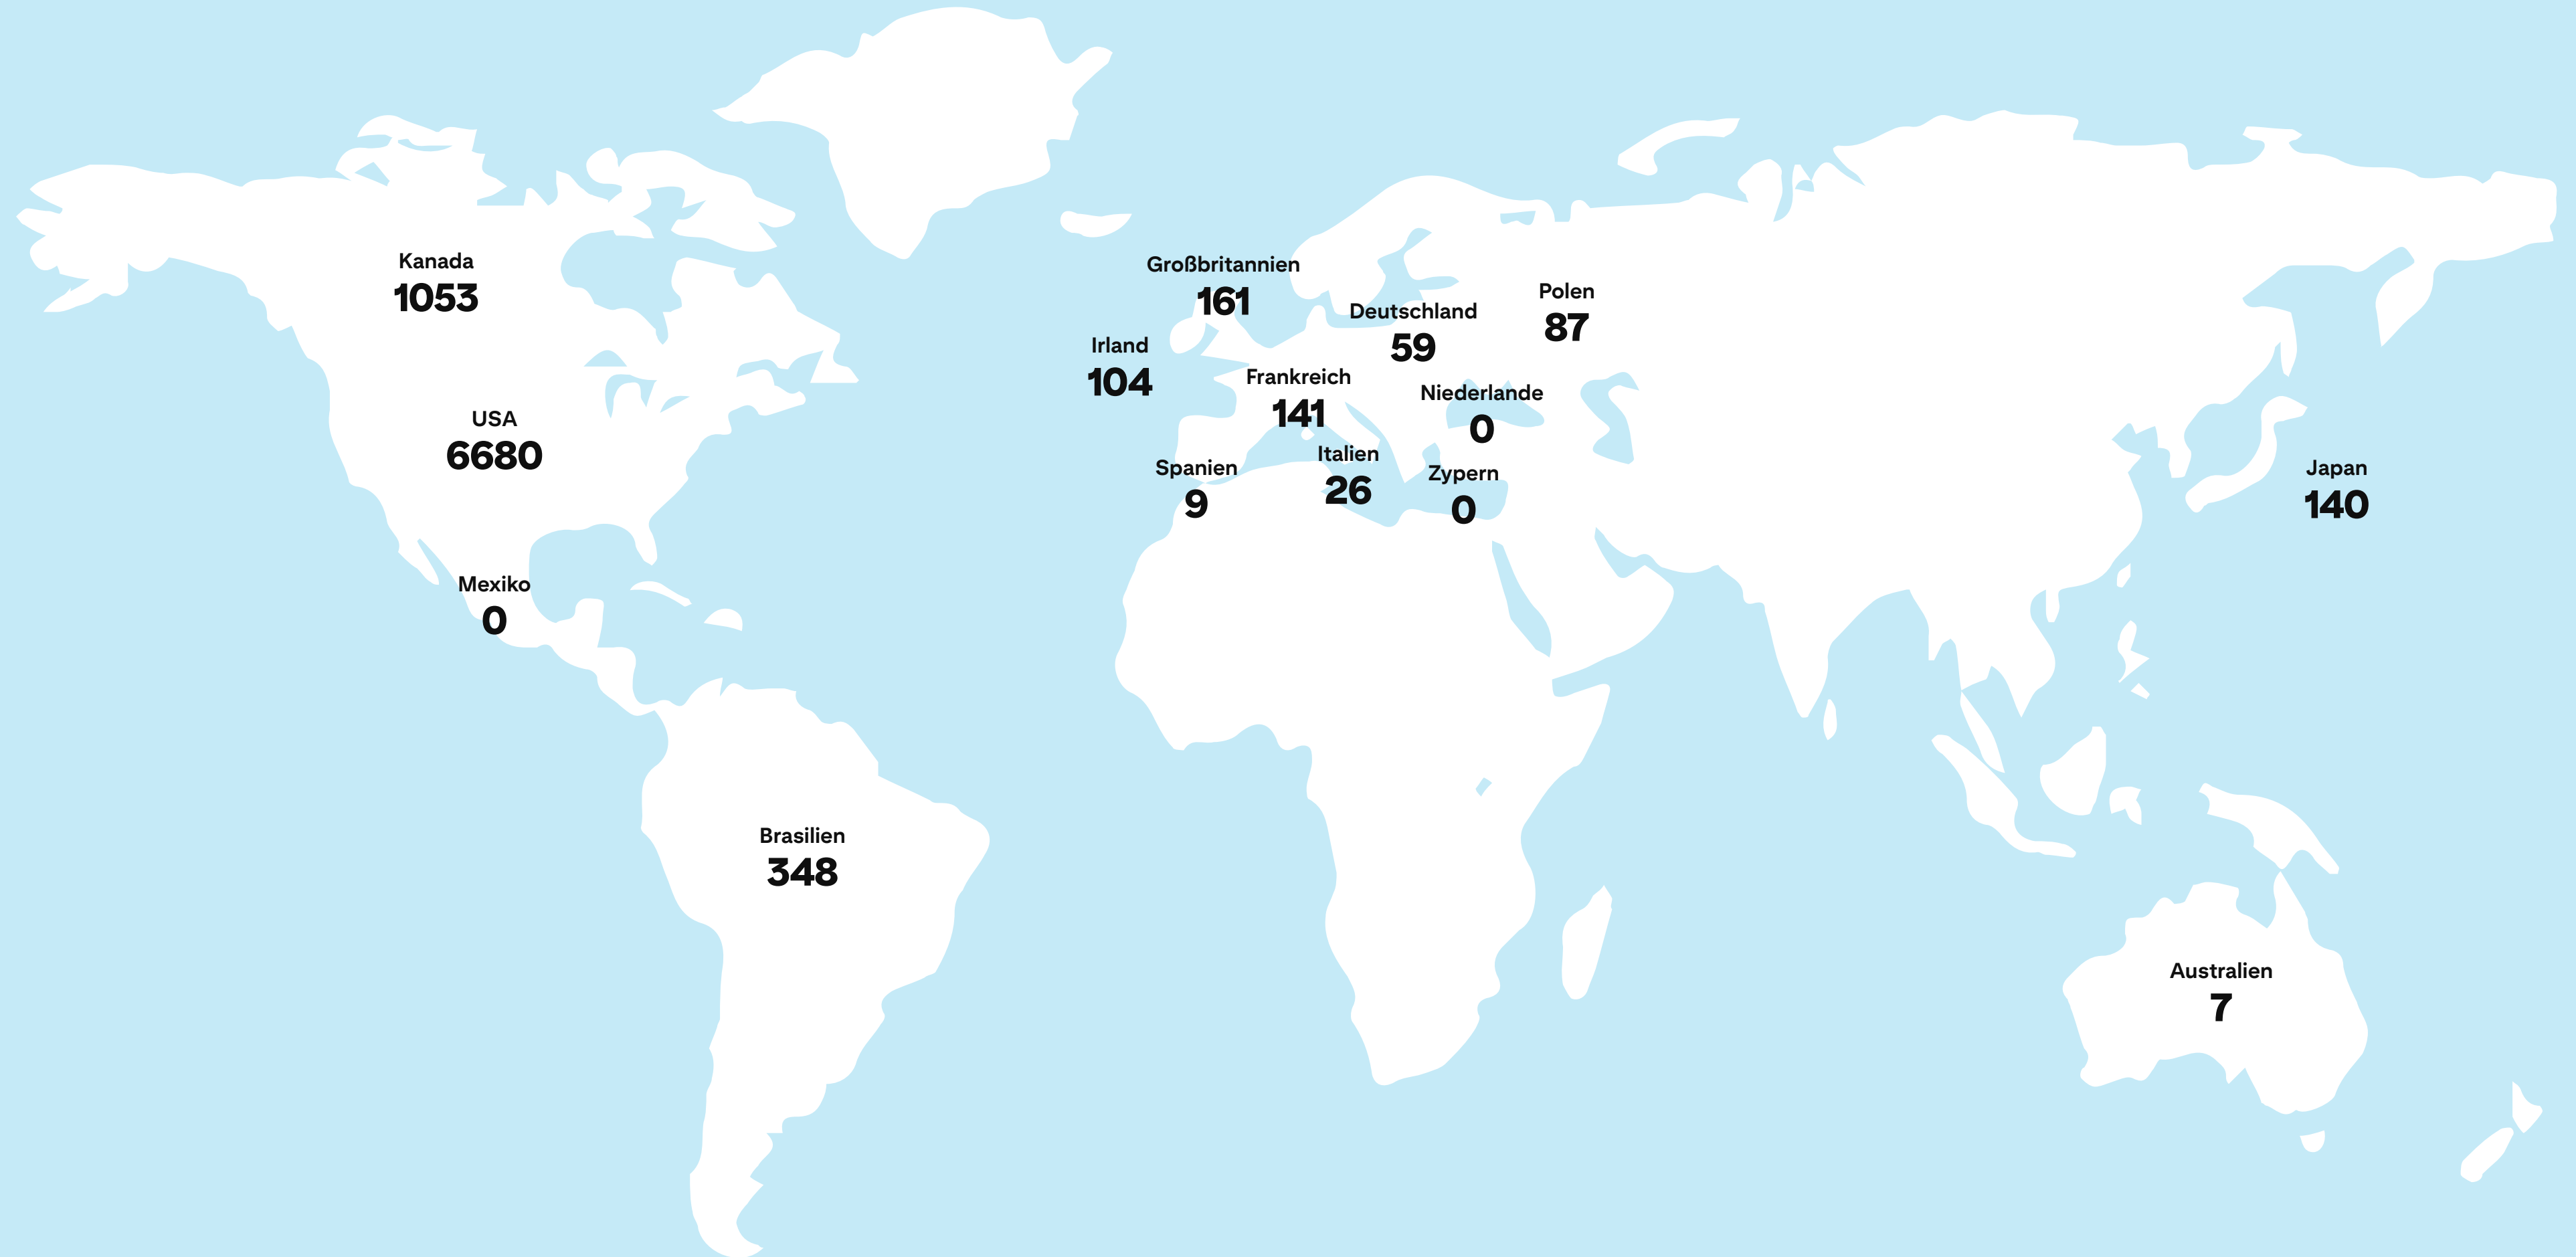 Kanada
1053
Großbritannien
161
Polen
87
Deutschland
59
Irland
104
Frankreich
141
Niederlande
0
USA
6680
Italien
26
Spanien
9
Zypern
0
Japan
140
Mexiko
0
Brasilien
348
Australien
7